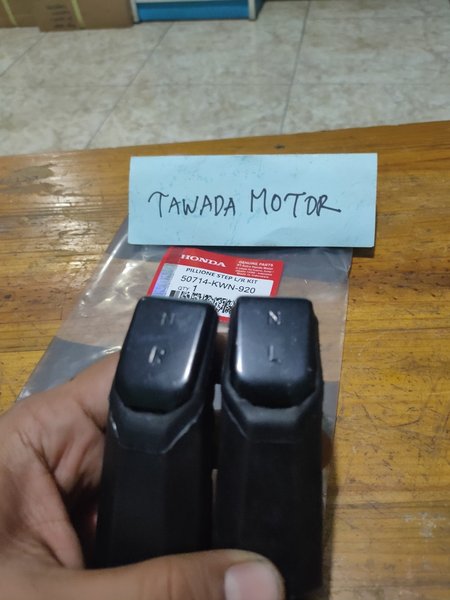 TAWADA MOTOR
HONDA
GENUINE PARTS
PILLIONE STEP L/R KIT
50714-KWN-920
QTY. 1
N
R
N
L